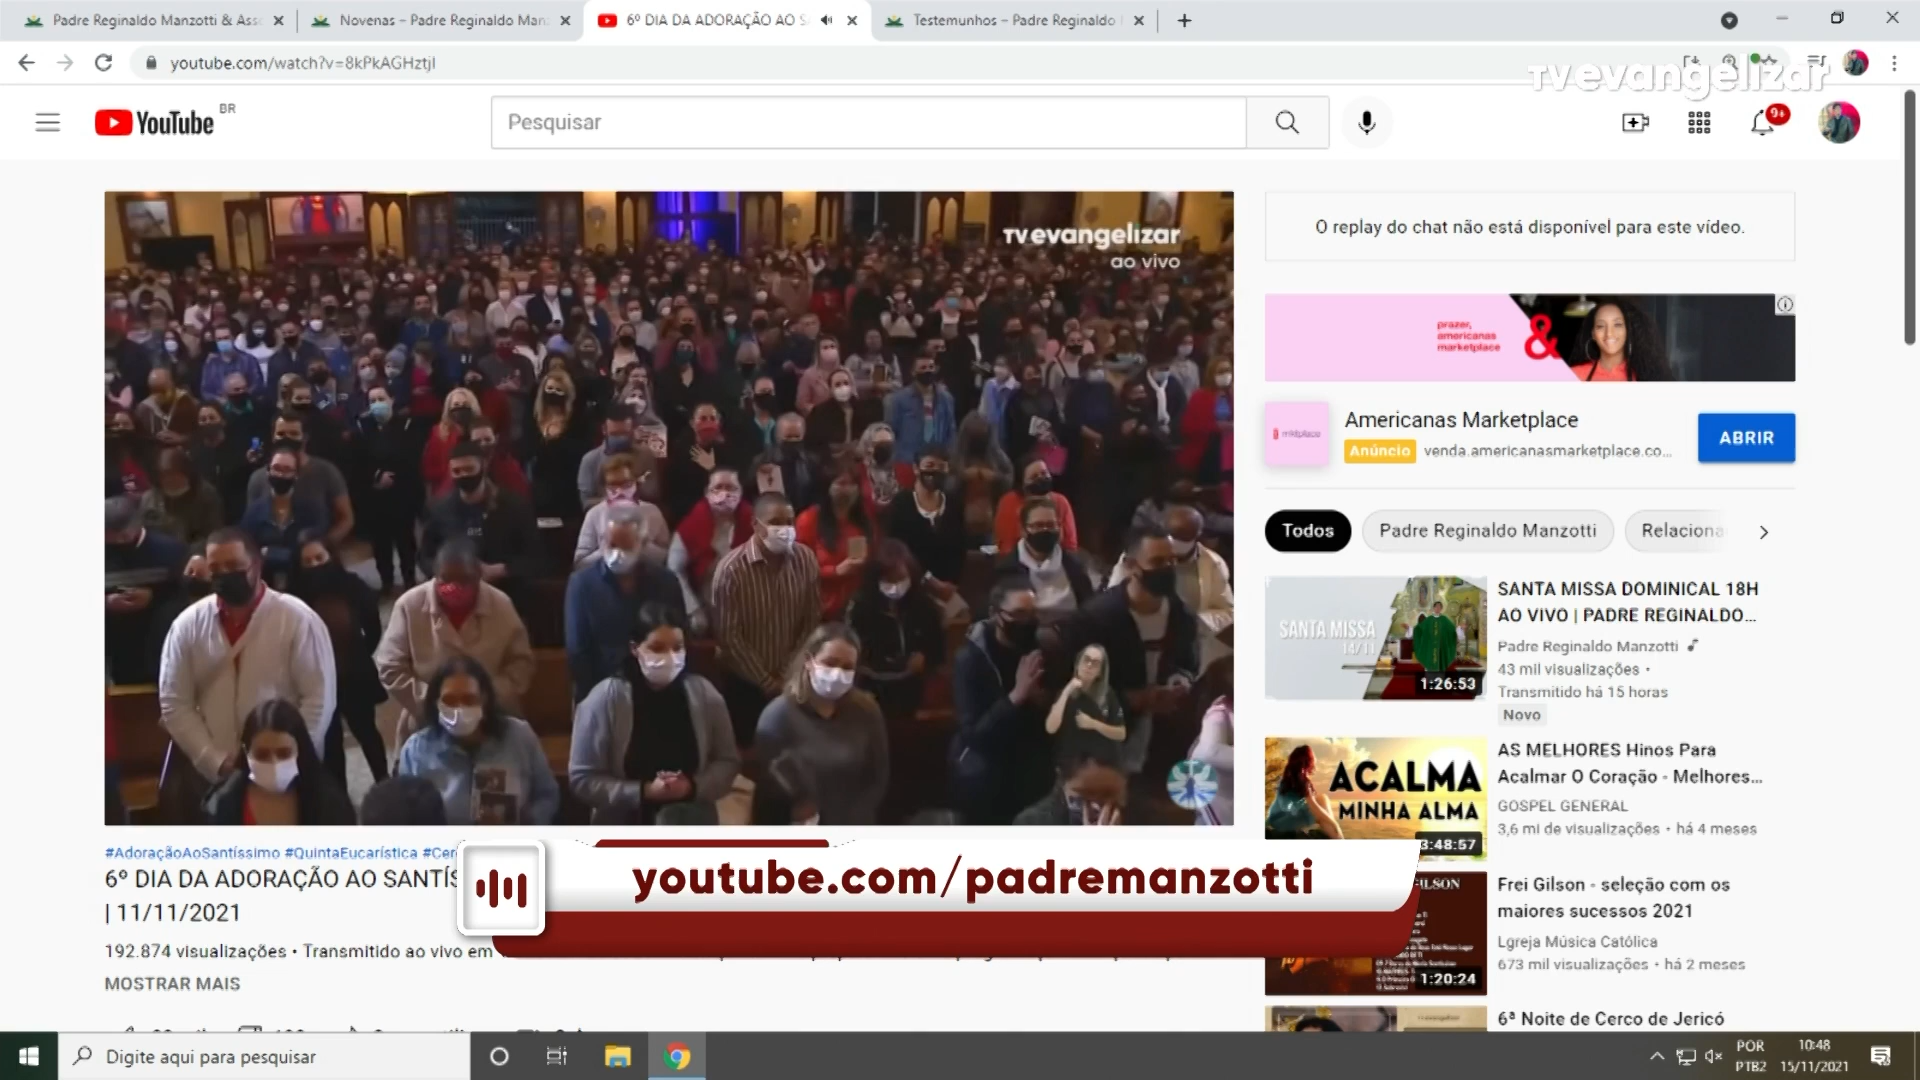 Padre Reginaldo Manzotti & Ass
Novenas – Padre Reginaldo Man
6º DIA DA ADORAÇÃO AO S
Testemunhos – Padre Reginaldo
youtube.com/watch?v=8kPkAGHztjI
TVevangelizar
YouTube BR
Pesquisar
9+
TVevangelizar
ao vivo
O replay do chat não está disponível para este vídeo.
prazer,
americanas
marketplace
&
Americanas Marketplace
Anúncio venda.americanasmarketplace.co...
ABRIR
Todos
Padre Reginaldo Manzotti
Relaciona
SANTA MISSA
14/11
1:26:53
SANTA MISSA DOMINICAL 18H
AO VIVO | PADRE REGINALDO...
Padre Reginaldo Manzotti
43 mil visualizações •
Transmitido há 15 horas
Novo
ACALMA
MINHA ALMA
3:48:57
AS MELHORES Hinos Para
Acalmar O Coração - Melhores...
GOSPEL GENERAL
3,6 mi de visualizações • há 4 meses
1:20:24
Frei Gilson - seleção com os
maiores sucessos 2021
Lgreja Música Católica
673 mil visualizações • há 2 meses
6ª Noite de Cerco de Jericó
#AdoraçãoAoSantíssimo #QuintaEucarística #Cer
6º DIA DA ADORAÇÃO AO SANTÍS
| 11/11/2021
192.874 visualizações • Transmitido ao vivo em
MOSTRAR MAIS
youtube.com/padremanzotti
Digite aqui para pesquisar
POR
PTB2
10:48
15/11/2021